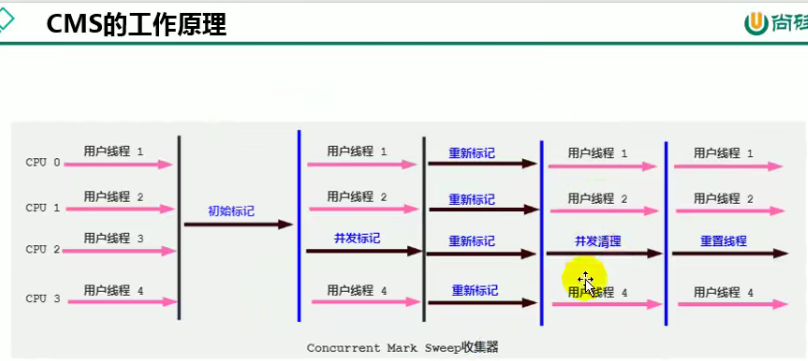 CMS的工作原理
尚硅
用户线程 1 用户线程 1 重新标记 用户线程 1 用户线程 1
CPU 0
用户线程 2 用户线程 2 重新标记 用户线程 2 用户线程 2
CPU 1
初始标记
用户线程 3 并发标记 重新标记 并发清理 重置线程
CPU 2
用户线程 4 用户线程 4 重新标记 用户线程 4 用户线程 4
CPU 3
Concurrent Mark Sweep收集器